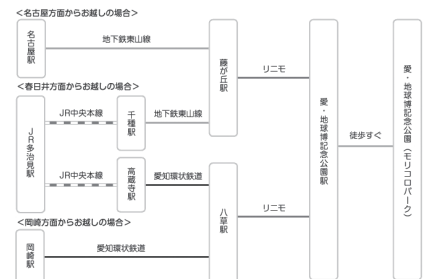 <名古屋方面からお越しの場合>
名古屋駅
地下鉄東山線
藤が丘駅
リニモ
<春日井方面からお越しの場合>
JR多治見駅
JR中央本線
千種駅
地下鉄東山線
JR中央本線
高蔵寺駅
愛知環状鉄道
八草駅
リニモ
<岡崎方面からお越しの場合>
岡崎駅
愛知環状鉄道
愛・地球博記念公園駅
徒歩すぐ
愛・地球博記念公園(モリコロパーク)